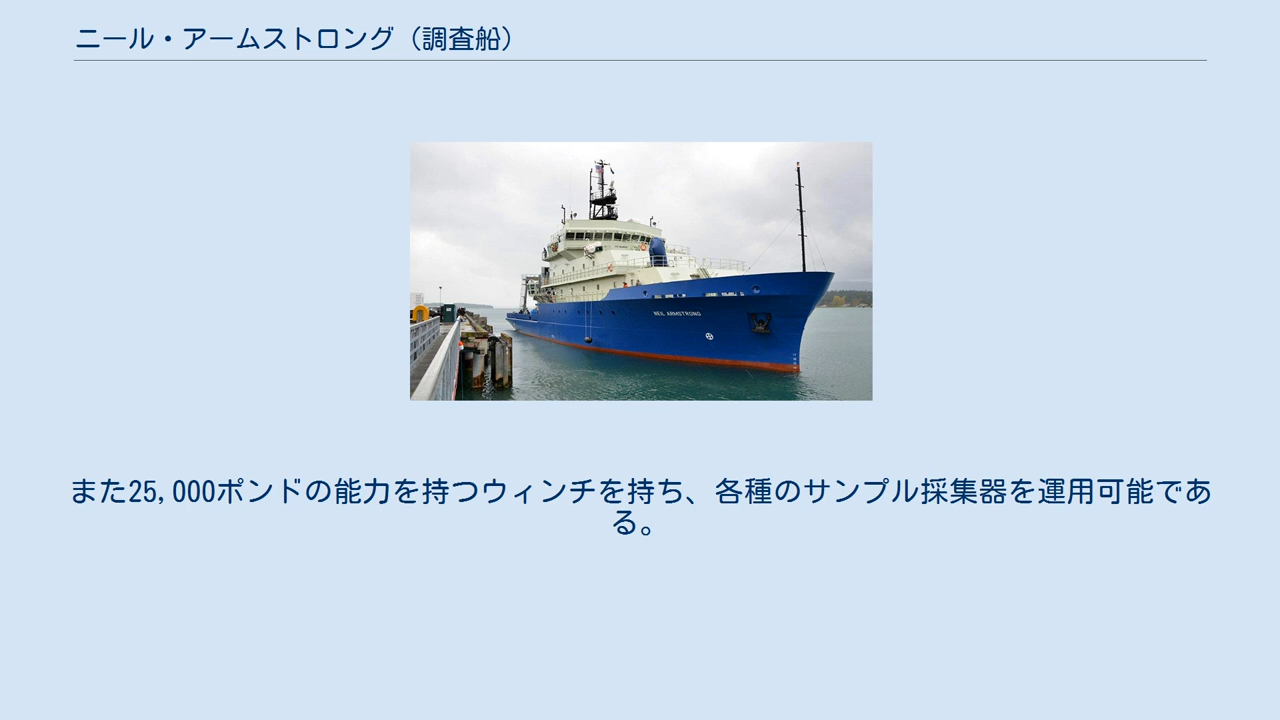 ニール・アームストロング（調査船）
NEIL ARMSTRONG
また25,000ポンドの能力を持つウィンチを持ち、各種のサンプル採集器を運用可能であ
る。